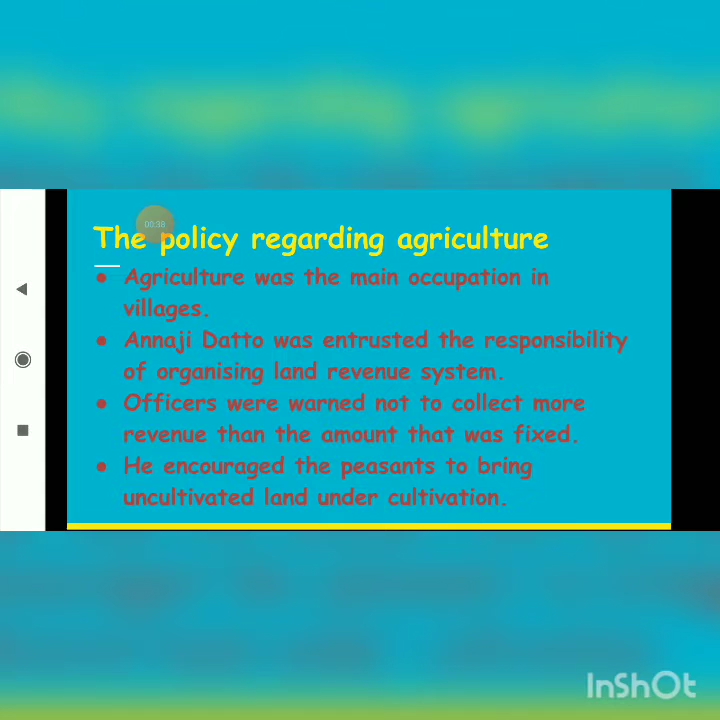 00:39
The policy regarding agriculture
● Agriculture was the main occupation in
villages.
● Annaji Datto was entrusted the responsibility
of organising land revenue system.
● Officers were warned not to collect more
revenue than the amount that was fixed.
● He encouraged the peasants to bring
uncultivated land under cultivation.
InShOt